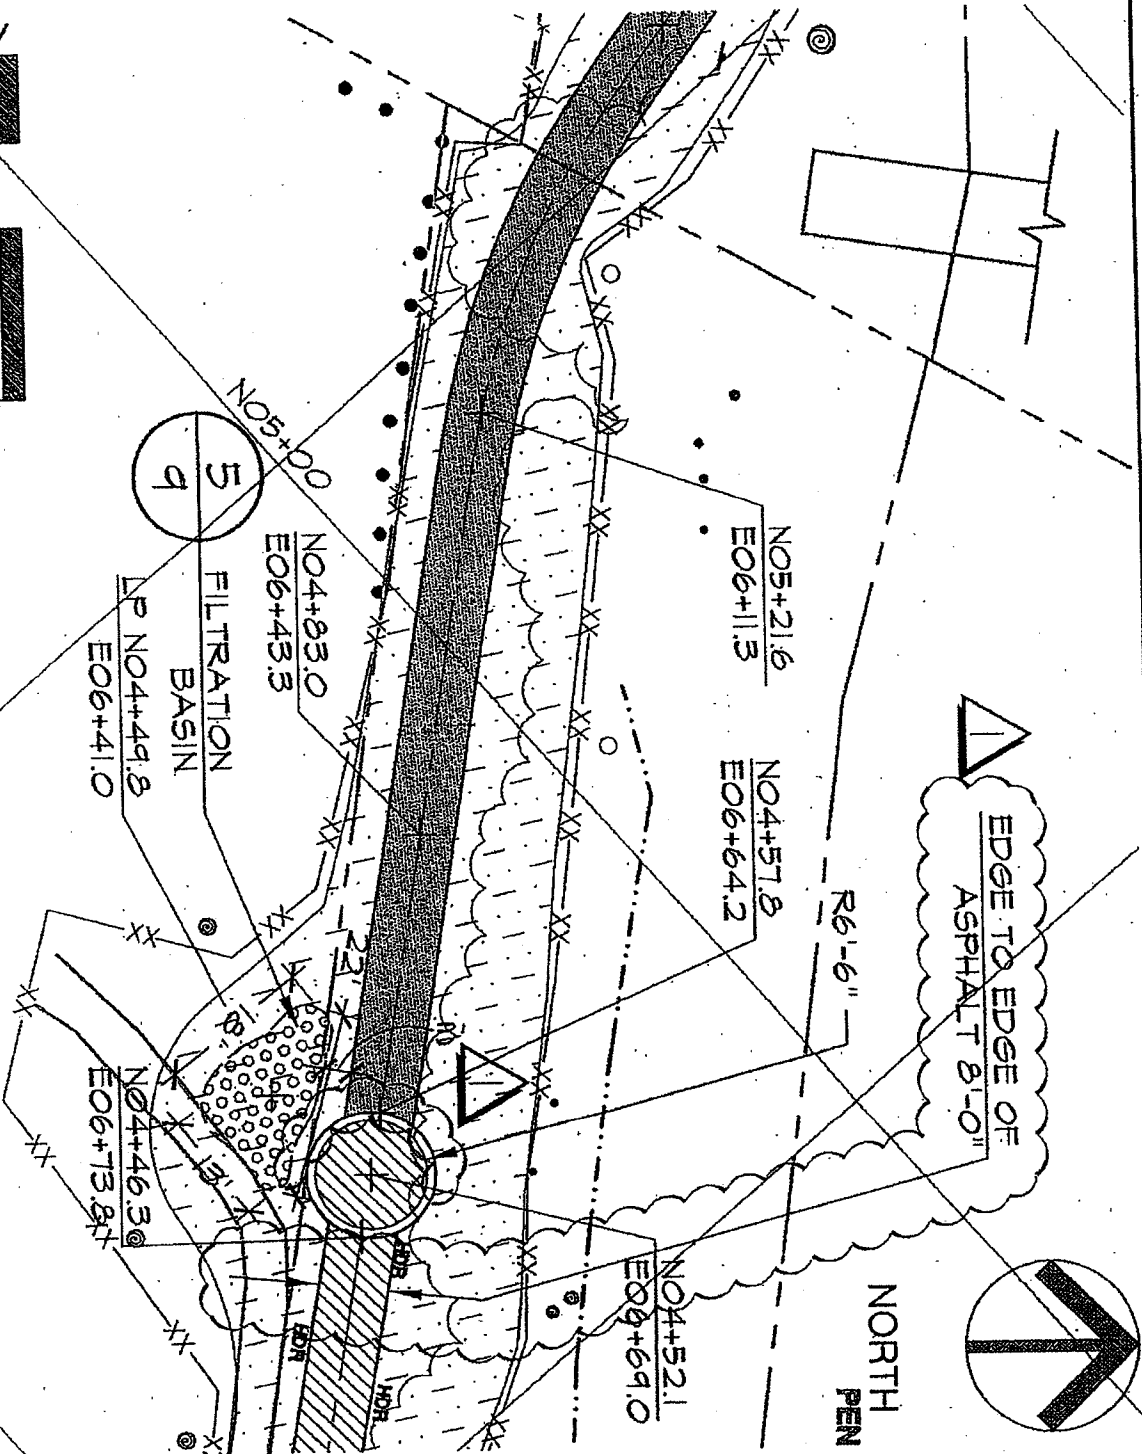 N05+00
5
9
FILTRATION
BASIN
LP N04+49.8
E06+41.0
N04+83.0
E06+43.3
N05+21.6
E06+11.3
N04+57.8
E06+64.2
R6'-6"
1
EDGE TO EDGE OF
ASPHALT 8'-0"
1
22'
18'
13'
N04+46.3
E06+73.8
N04+52.1
E06+69.0
HDR
HDR
HDR
NORTH
PEN